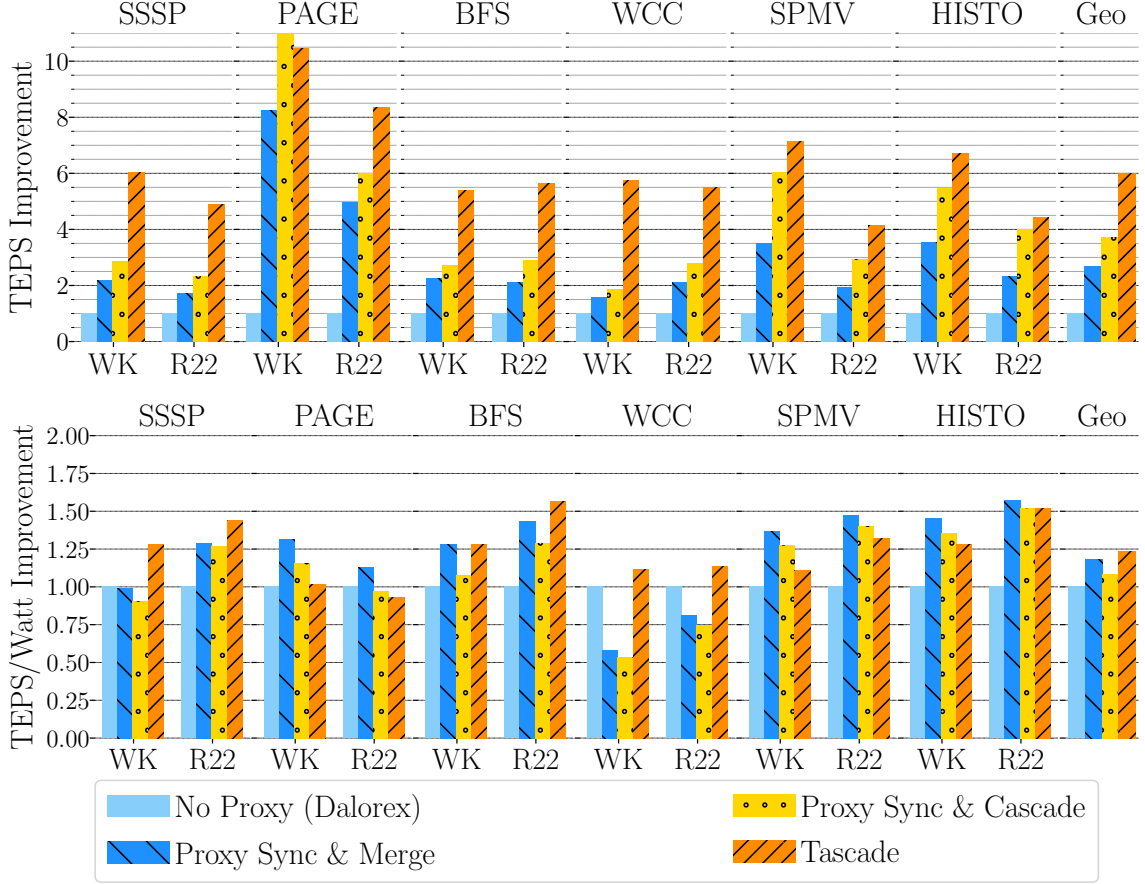 SSSP PAGE BFS WCC SPMV HISTO Geo
TEPS Improvement
10
8
6
4
2
0
WK R22 WK R22 WK R22 WK R22 WK R22 WK R22
SSSP PAGE BFS WCC SPMV HISTO Geo
TEPS/Watt Improvement
2.00
1.75
1.50
1.25
1.00
0.75
0.50
0.25
0.00
WK R22 WK R22 WK R22 WK R22 WK R22 WK R22
No Proxy (Dalorex) Proxy Sync & Cascade
Proxy Sync & Merge Tascade